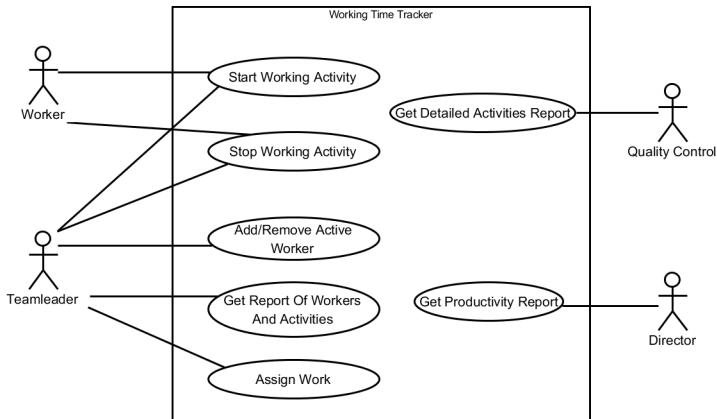 Working Time Tracker
Start Working Activity
Worker
Get Detailed Activities Report
Stop Working Activity
Quality Control
Add/Remove Active
Worker
Teamleader
Get Report Of Workers
And Activities
Get Productivity Report
Director
Assign Work